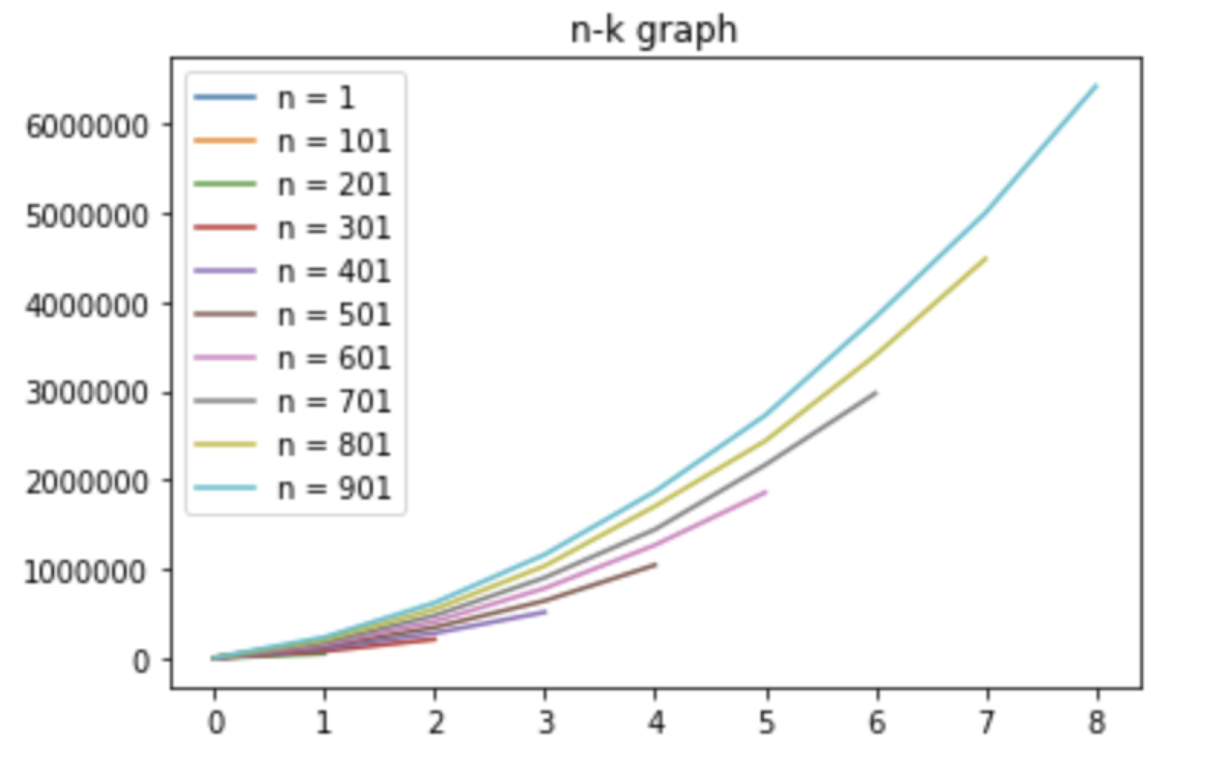 n-k graph
n = 1
n = 101
n = 201
n = 301
n = 401
n = 501
n = 601
n = 701
n = 801
n = 901
6000000
5000000
4000000
3000000
2000000
1000000
0
0 1 2 3 4 5 6 7 8